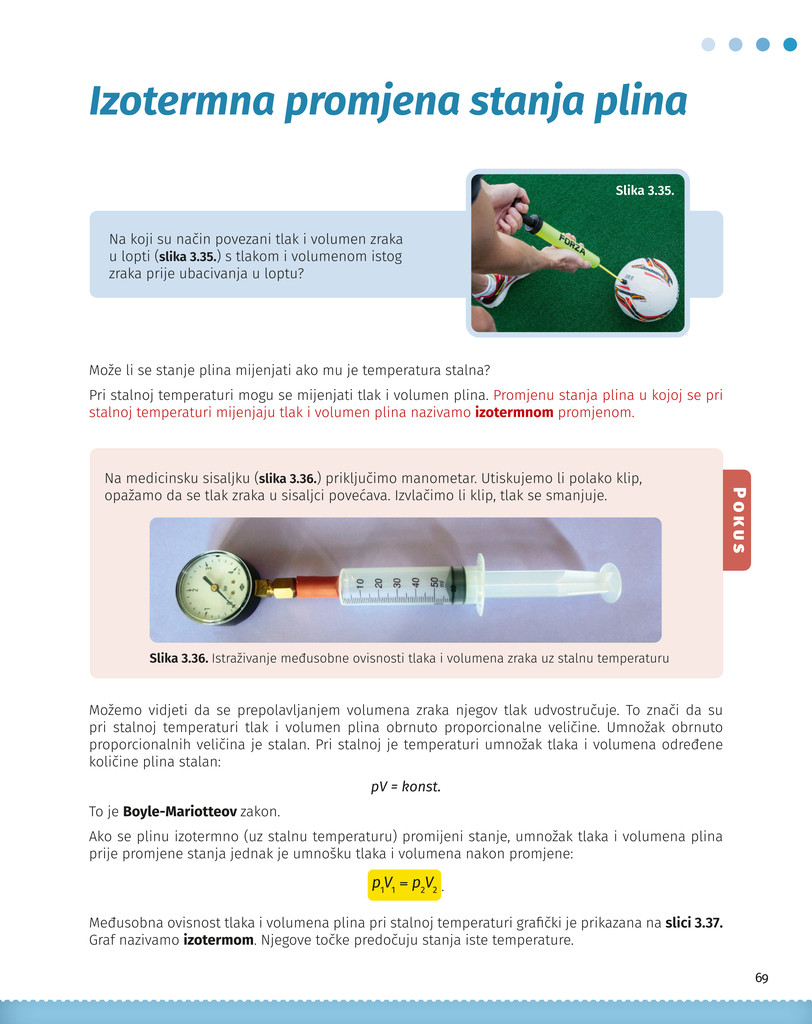 Izotermna promjena stanja plina
Slika 3.35.
FORZA
Na koji su način povezani tlak i volumen zraka
u lopti (slika 3.35.) s tlakom i volumenom istog
zraka prije ubacivanja u loptu?
Može li se stanje plina mijenjati ako mu je temperatura stalna?
Pri stalnoj temperaturi mogu se mijenjati tlak i volumen plina. Promjenu stanja plina u kojoj se pri
stalnoj temperaturi mijenjaju tlak i volumen plina nazivamo izotermnom promjenom.
Pokus
Na medicinsku sisaljku (slika 3.36.) priključimo manometar. Utiskujemo li polako klip,
opažamo da se tlak zraka u sisaljci povećava. Izvlačimo li klip, tlak se smanjuje.
10 20 30 40 50
Slika 3.36. Istraživanje međusobne ovisnosti tlaka i volumena zraka uz stalnu temperaturu
Možemo vidjeti da se prepolavljanjem volumena zraka njegov tlak udvostručuje. To znači da su
pri stalnoj temperaturi tlak i volumen plina obrnuto proporcionalne veličine. Umnožak obrnuto
proporcionalnih veličina je stalan. Pri stalnoj je temperaturi umnožak tlaka i volumena određene
količine plina stalan:
pV = konst.
To je Boyle-Mariotteov zakon.
Ako se plinu izotermno (uz stalnu temperaturu) promijeni stanje, umnožak tlaka i volumena plina
prije promjene stanja jednak je umnošku tlaka i volumena nakon promjene:
p₁V₁ = p₂V₂ .
Međusobna ovisnost tlaka i volumena plina pri stalnoj temperaturi grafički je prikazana na slici 3.37.
Graf nazivamo izotermom. Njegove točke predočuju stanja iste temperature.
69